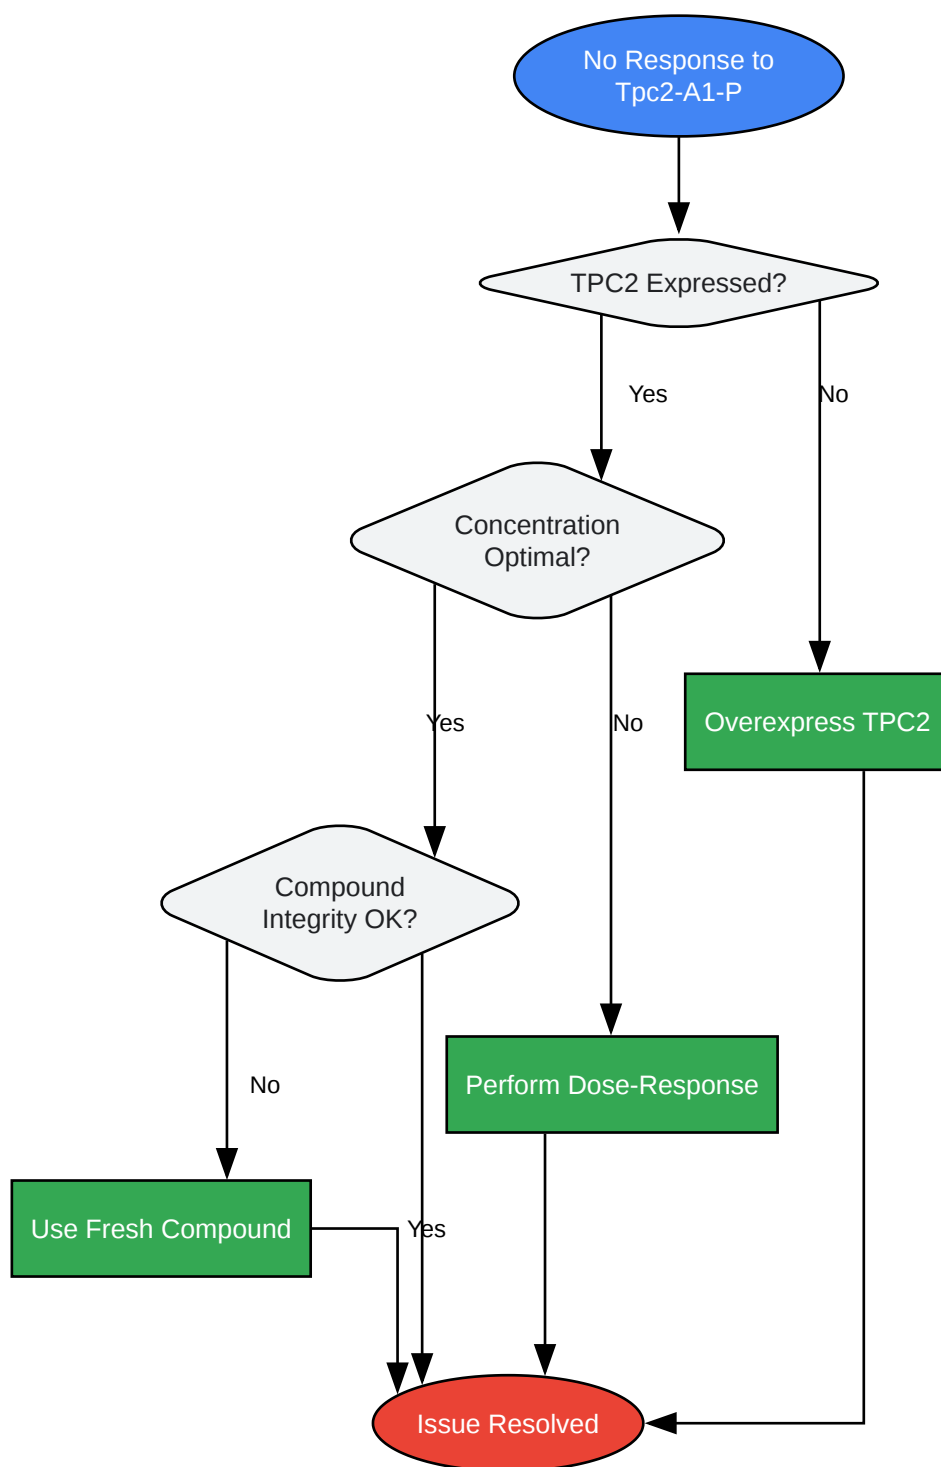 No Response to
Tpc2-A1-P
TPC2 Expressed?
Yes
No
Concentration
Optimal?
Yes
No
Overexpress TPC2
Compound
Integrity OK?
No
Perform Dose-Response
Use Fresh Compound
Yes
Issue Resolved